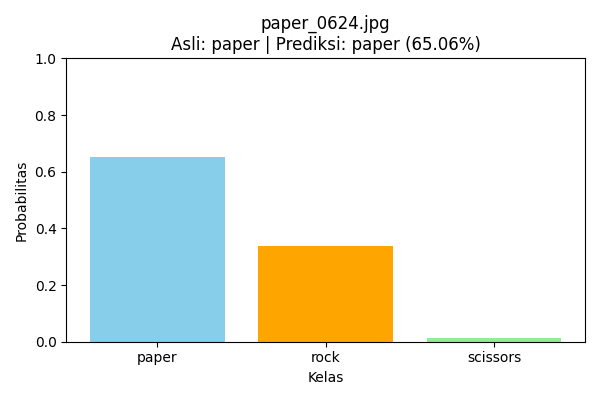 paper_0624.jpg
Asli: paper | Prediksi: paper (65.06%)
1.0
0.8
0.6
0.4
0.2
0.0
Probabilitas
paper rock scissors
Kelas